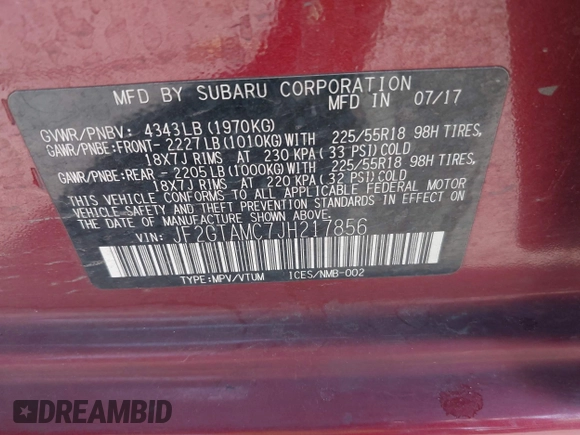 MFD BY SUBARU CORPORATION
MFD IN 07/17
GVWR/PNBV: 4343LB(1970KG)
GAWR/PNBE:FRONT- 2227LB(1010KG)WITH 225/55R18 98H TIRES,
18X7J RIMS AT 230 KPA(33 PSI)COLD
GAWR/PNBE:REAR - 2205LB(1000KG)WITH 225/55R18 98H TIRES,
18X7J RIMS AT 220 KPA(32 PSI)COLD
THIS VEHICLE CONFORMS TO ALL APPLICABLE FEDERAL MOTOR
VEHICLE SAFETY AND BUMPER STANDARDS IN EFFECT ON
THE DATE OF MANUFACTURE SHOWN ABOVE.
VIN: JF2GTAMC7JH217856
TYPE:MPV/VTUM ICES/NMB-002
DREAMBID